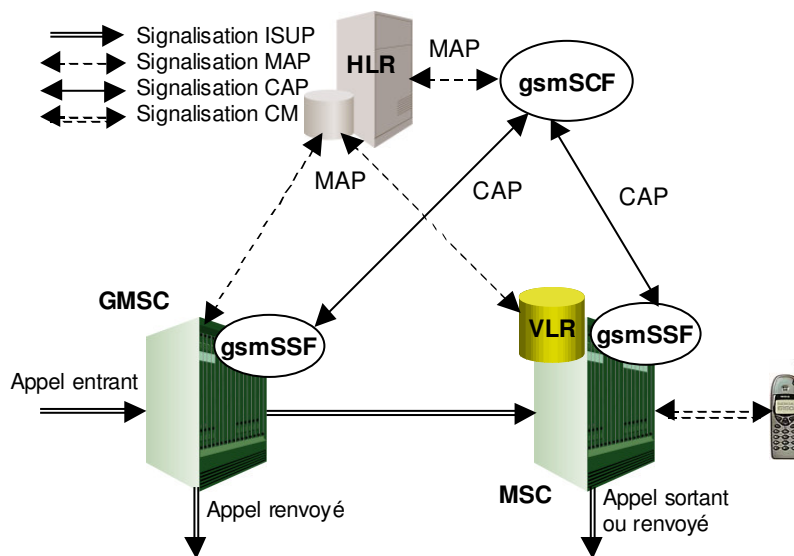 Signalisation ISUP
Signalisation MAP
Signalisation CAP
Signalisation CM
HLR
MAP
gsmSCF
MAP
CAP
CAP
GMSC
gsmSSF
VLR
gsmSSF
Appel entrant
MSC
Appel renvoyé
Appel sortant
ou renvoyé